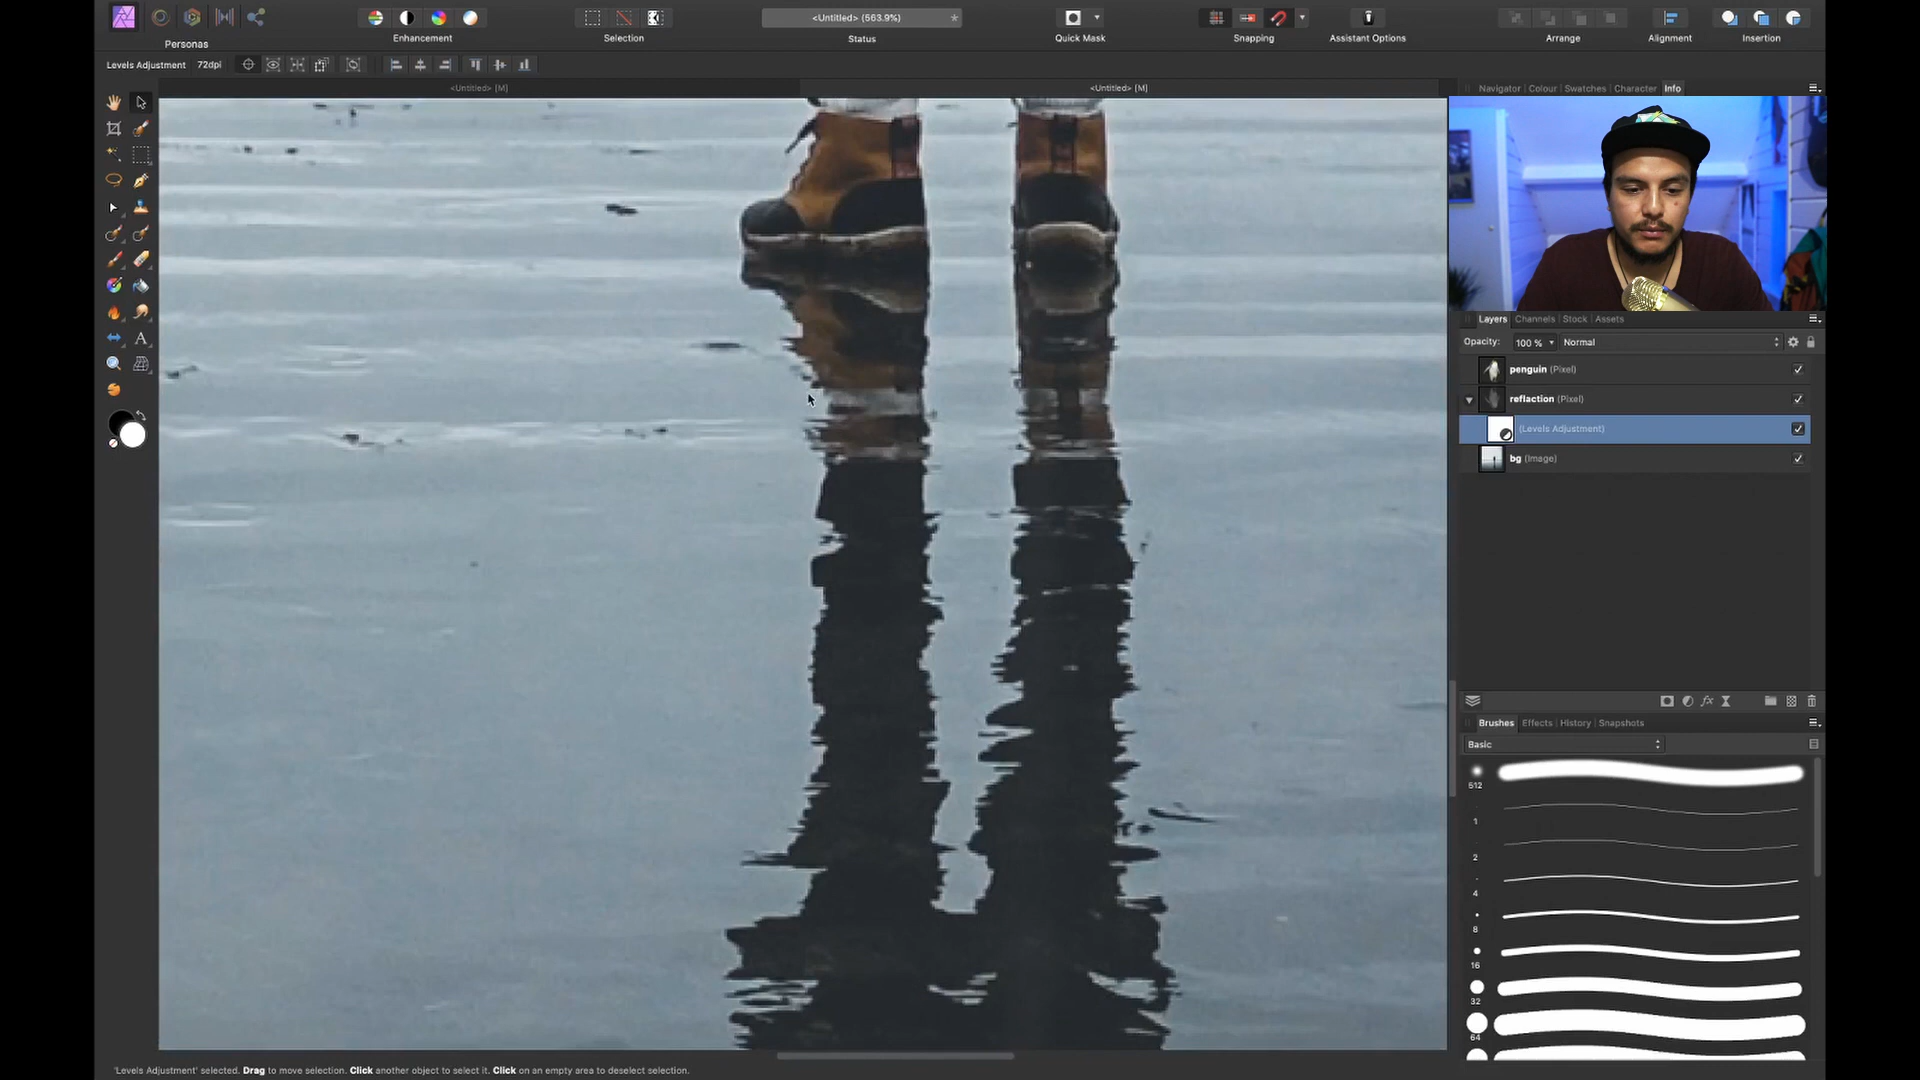 <Untitled> (563.9%)
*
Personas
Enhancement
Selection
Status
Quick Mask
Snapping
Assistant Options
Arrange
Alignment
Insertion
Levels Adjustment
72dpi
<Untitled> [M]
<Untitled> [M]
Navigator
Colour
Swatches
Character
Info
A
Layers
Channels
Stock
Assets
Opacity:
100 %
Normal
penguin (Pixel)
reflaction (Pixel)
(Levels Adjustment)
bg (Image)
fx
Brushes
Effects
History
Snapshots
Basic
512
1
2
4
8
16
32
64
'Levels Adjustment' selected. Drag to move selection. Click another object to select it. Click on an empty area to deselect selection.